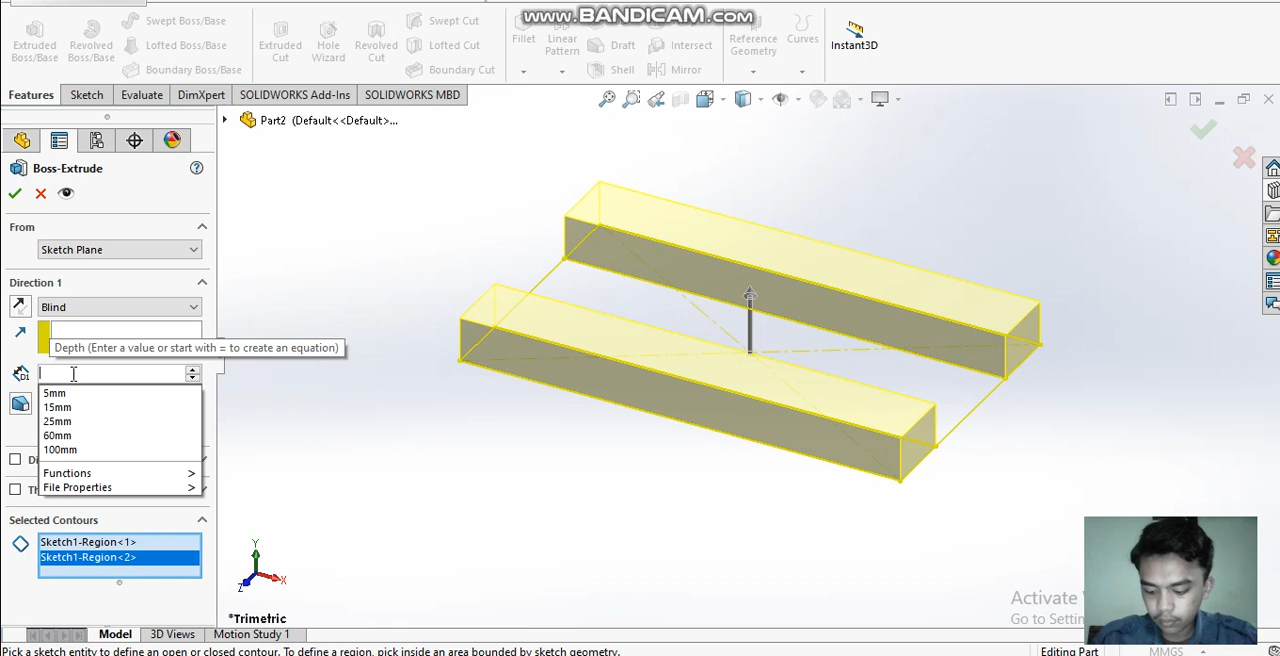 www.BANDICAM.com
Extruded Boss/Base
Revolved Boss/Base
Swept Boss/Base
Lofted Boss/Base
Boundary Boss/Base
Extruded Cut
Hole Wizard
Revolved Cut
Swept Cut
Lofted Cut
Boundary Cut
Fillet
Linear Pattern
Draft
Shell
Intersect
Mirror
Reference Geometry
Curves
Instant3D
Features
Sketch
Evaluate
DimXpert
SOLIDWORKS Add-Ins
SOLIDWORKS MBD
Part2 (Default<<Default>...
Boss-Extrude
From
Sketch Plane
Direction 1
Blind
Depth (Enter a value or start with = to create an equation)
D1
5mm
15mm
25mm
60mm
100mm
Functions >
File Properties >
Selected Contours
Sketch1-Region<1>
Sketch1-Region<2>
Y
X
Z
*Trimetric
Activate
Go to Settin
Model
3D Views
Motion Study 1
Pick a sketch entity to define an open or closed contour. To define a region, pick inside an area bounded by sketch geometry.
Editing Part
MMGS